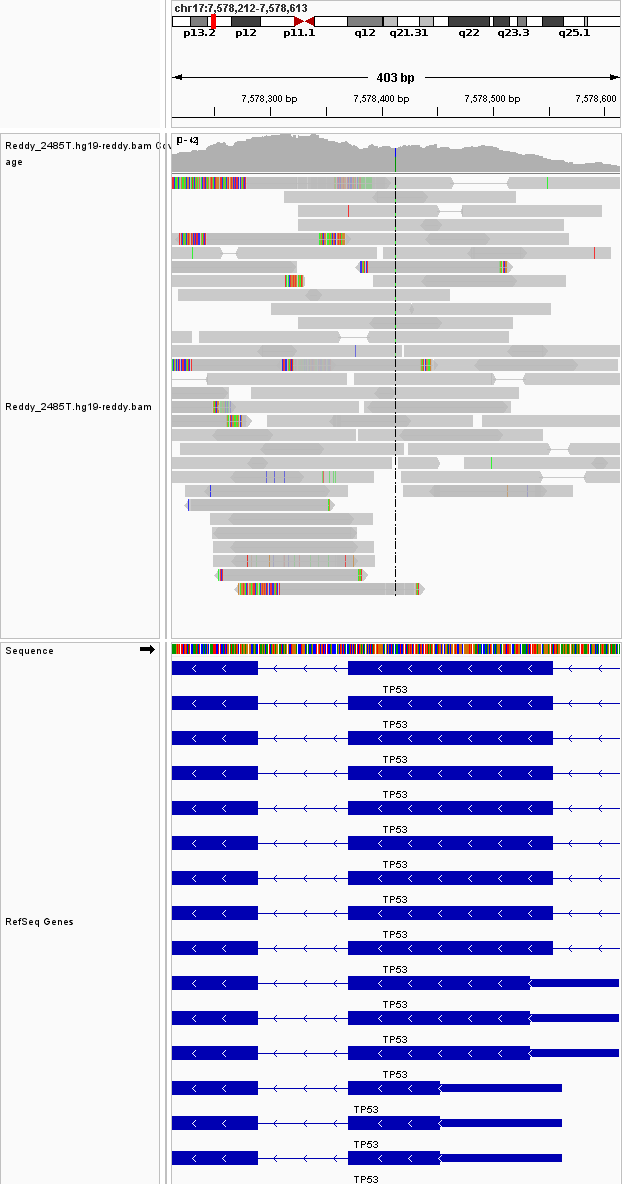 chr17:7,578,212-7,578,613
p13.2 p12 p11.1 q12 q21.31 q22 q23.3 q25.1
403 bp
7,578,300 bp 7,578,400 bp 7,578,500 bp 7,578,600
Reddy_2485T.hg19-reddy.bam Cov
age
[0 - 42]
Reddy_2485T.hg19-reddy.bam
Sequence
TP53
TP53
TP53
TP53
TP53
TP53
TP53
RefSeq Genes
TP53
TP53
TP53
TP53
TP53
TP53
TP53
TP53